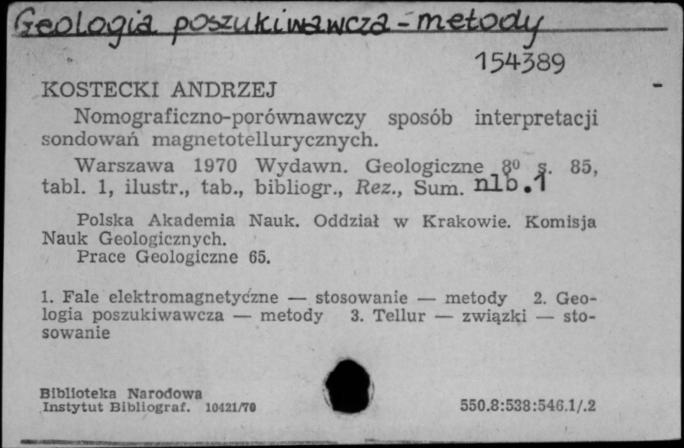 Geologia poszukiwawcza - metody
154389
KOSTECKI ANDRZEJ
Nomograficzno-porównawczy sposób interpretacji
sondowań magnetotellurycznych.
Warszawa 1970 Wydawn. Geologiczne 8º s. 85,
tabl. 1, ilustr., tab., bibliogr., Rez., Sum. nlb. 1
Polska Akademia Nauk. Oddział w Krakowie. Komisja
Nauk Geologicznych.
Prace Geologiczne 65.
1. Fale elektromagnetyczne — stosowanie — metody 2. Geo-
logia poszukiwawcza — metody 3. Tellur — związki — sto-
sowanie
Biblioteka Narodowa
Instytut Bibliograf. 10421/70
550.8:538:546.1/.2